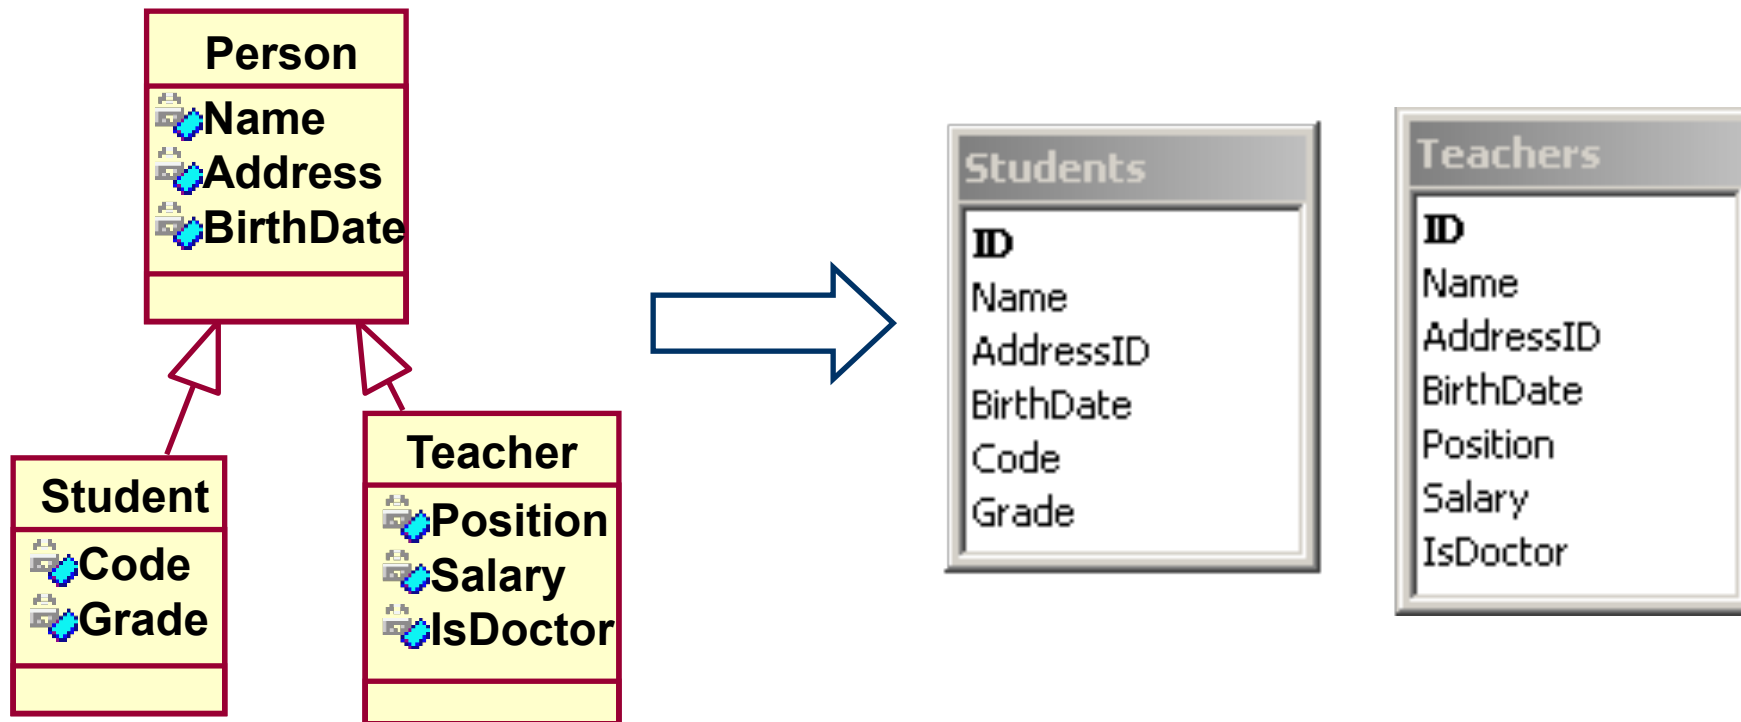 Person
Name
Address
BirthDate
Student
Code
Grade
Teacher
Position
Salary
IsDoctor
Students
ID
Name
AddressID
BirthDate
Code
Grade
Teachers
ID
Name
AddressID
BirthDate
Position
Salary
IsDoctor